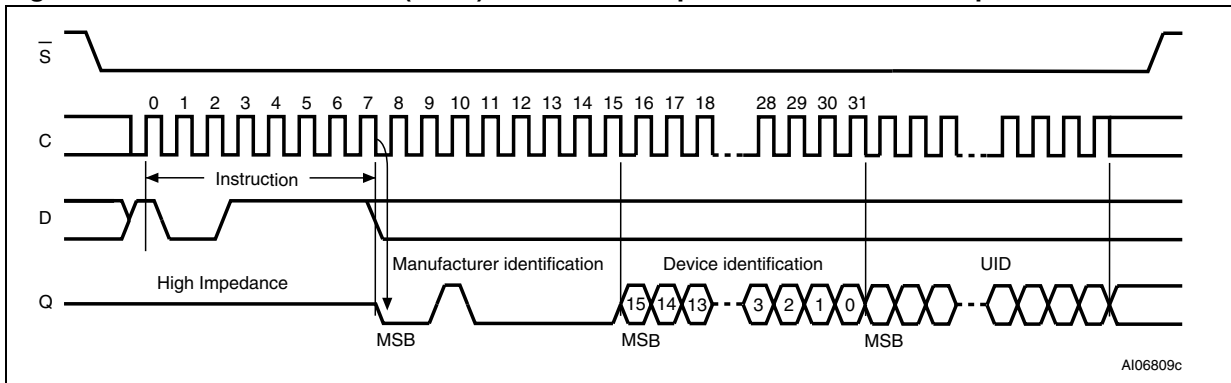 S
0 1 2 3 4 5 6 7 8 9 10 11 12 13 14 15 16 17 18 28 29 30 31
C
Instruction
D
High Impedance
Manufacturer identification
Device identification
UID
Q
15 14 13 3 2 1 0
MSB
MSB
MSB
AI06809c